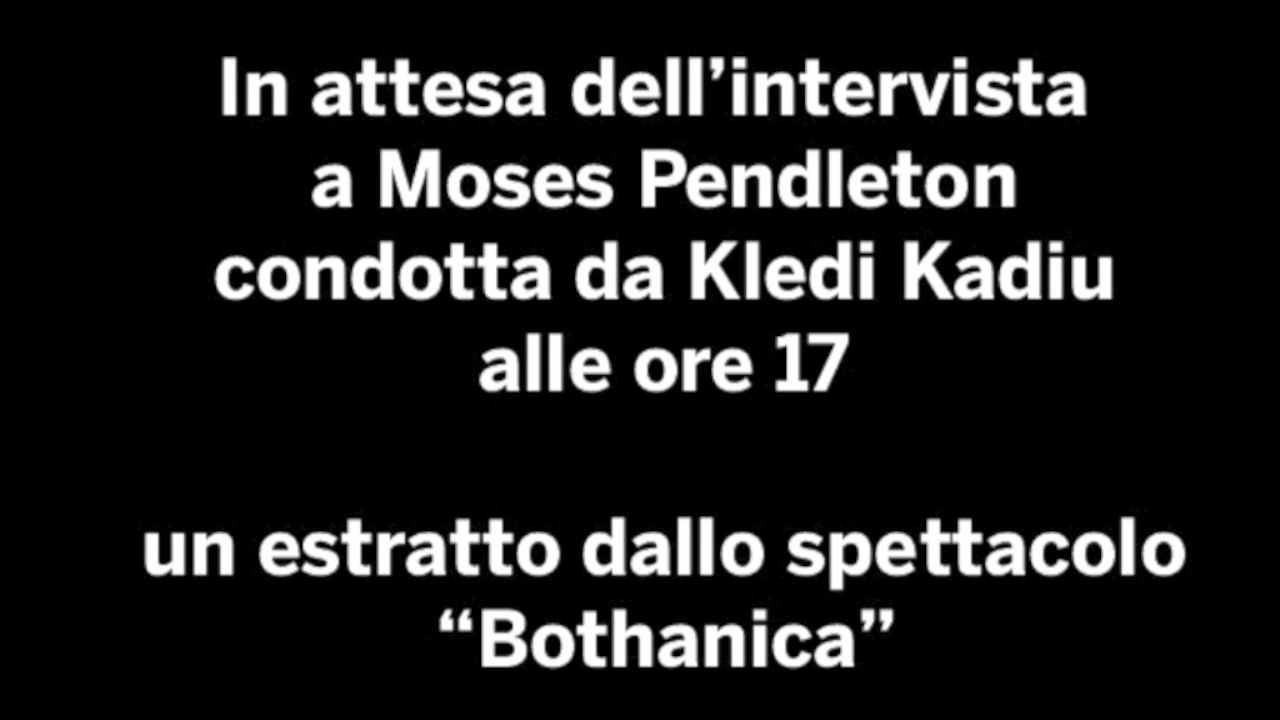 In attesa dell’intervista
a Moses Pendleton
condotta da Kledi Kadiu
alle ore 17
un estratto dallo spettacolo
“Bothanica”